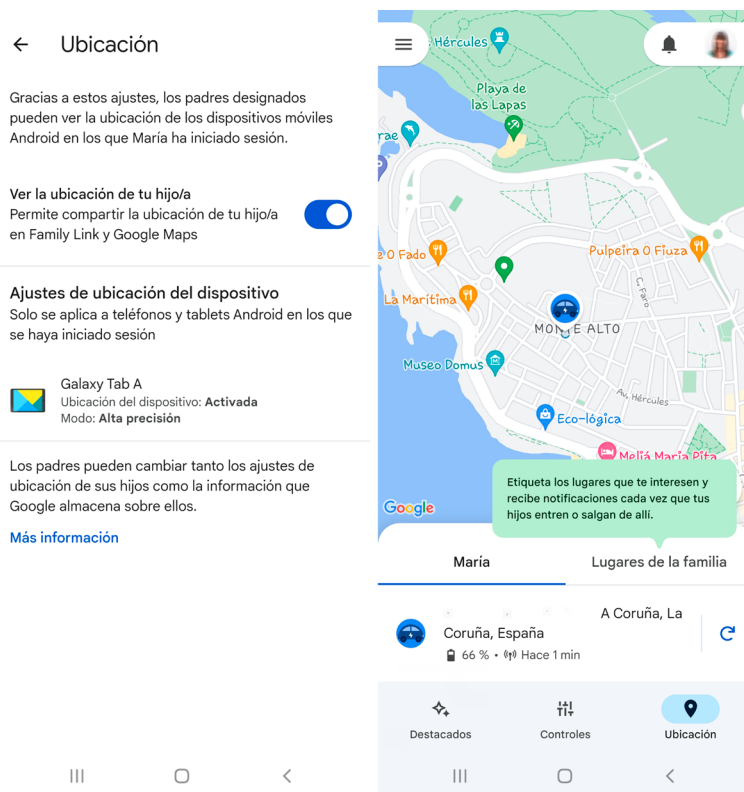 Ubicación
Gracias a estos ajustes, los padres designados
pueden ver la ubicación de los dispositivos móviles
Android en los que María ha iniciado sesión.
Ver la ubicación de tu hijo/a
Permite compartir la ubicación de tu hijo/a
en Family Link y Google Maps
Ajustes de ubicación del dispositivo
Solo se aplica a teléfonos y tablets Android en los que
se haya iniciado sesión
Galaxy Tab A
Ubicación del dispositivo: Activada
Modo: Alta precisión
Los padres pueden cambiar tanto los ajustes de
ubicación de sus hijos como la información que
Google almacena sobre ellos.
Más información
Hércules
Playa de
las Lapas
rae
e O Fado
Pulpeira O Fiuza
C. Faro
La Marítima
MONTE ALTO
Museo Domus
Av. Hércules
Eco-lógica
Meliá Maria Pita
Etiqueta los lugares que te interesen y
recibe notificaciones cada vez que tus
hijos entren o salgan de allí.
Google
María
Lugares de la familia
A Coruña, La
Coruña, España
66 % • Hace 1 min
Destacados
Controles
Ubicación